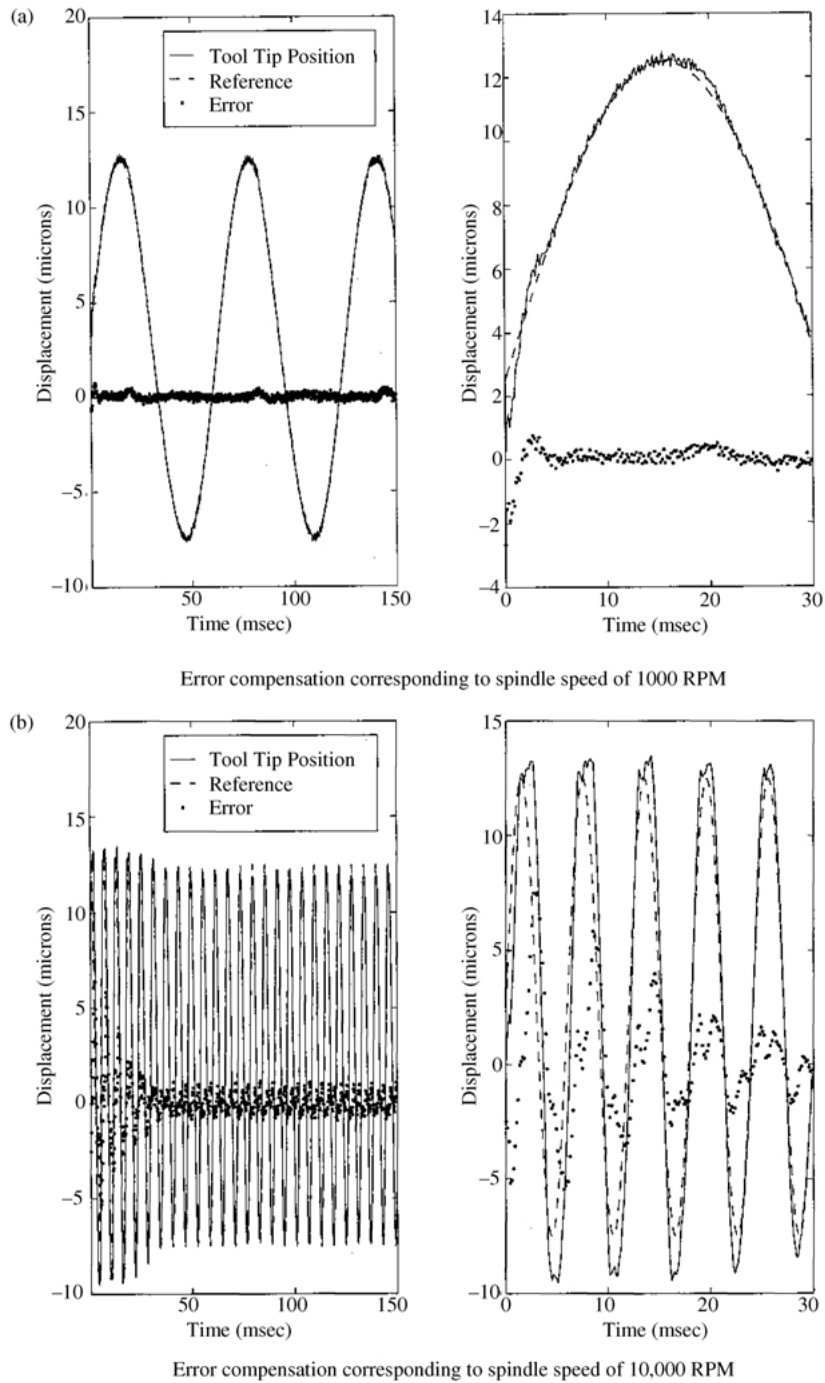 (a)
20
15
10
5
0
−5
−10
Displacement (microns)
Tool Tip Position
Reference
Error
50
100
150
Time (msec)
14
12
10
8
6
4
2
0
−2
−4
Displacement (microns)
0
10
20
30
Time (msec)
Error compensation corresponding to spindle speed of 1000 RPM
(b)
20
15
10
5
0
−5
−10
Displacement (microns)
Tool Tip Position
Reference
Error
50
100
150
Time (msec)
15
10
5
0
−5
−10
Displacement (microns)
0
10
20
30
Time (msec)
Error compensation corresponding to spindle speed of 10,000 RPM